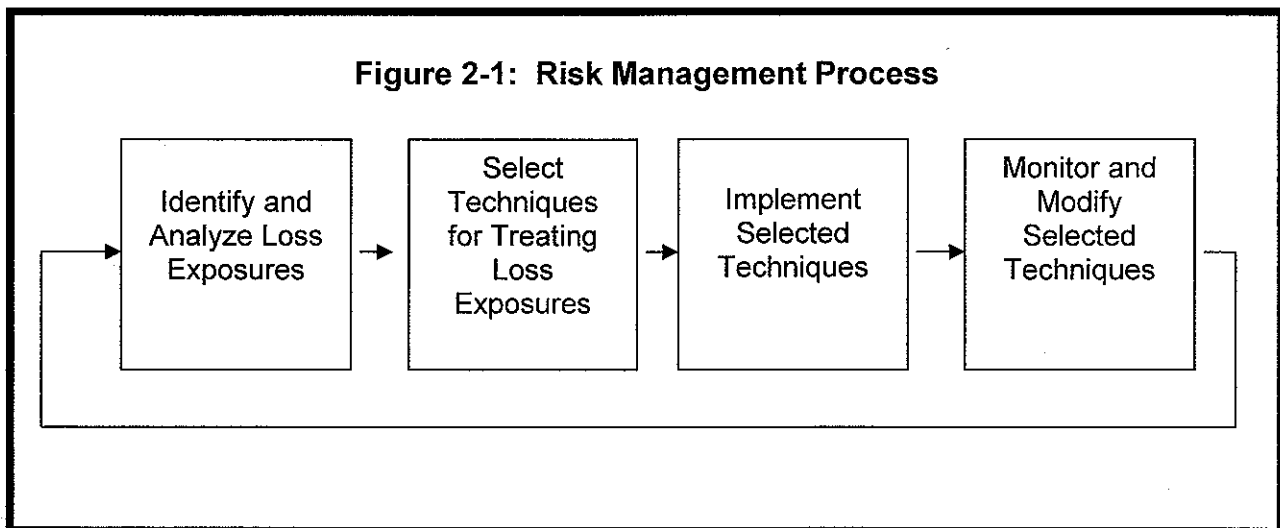 Figure 2-1: Risk Management Process
Identify and
Analyze Loss
Exposures
Select
Techniques
for Treating
Loss
Exposures
Implement
Selected
Techniques
Monitor and
Modify
Selected
Techniques